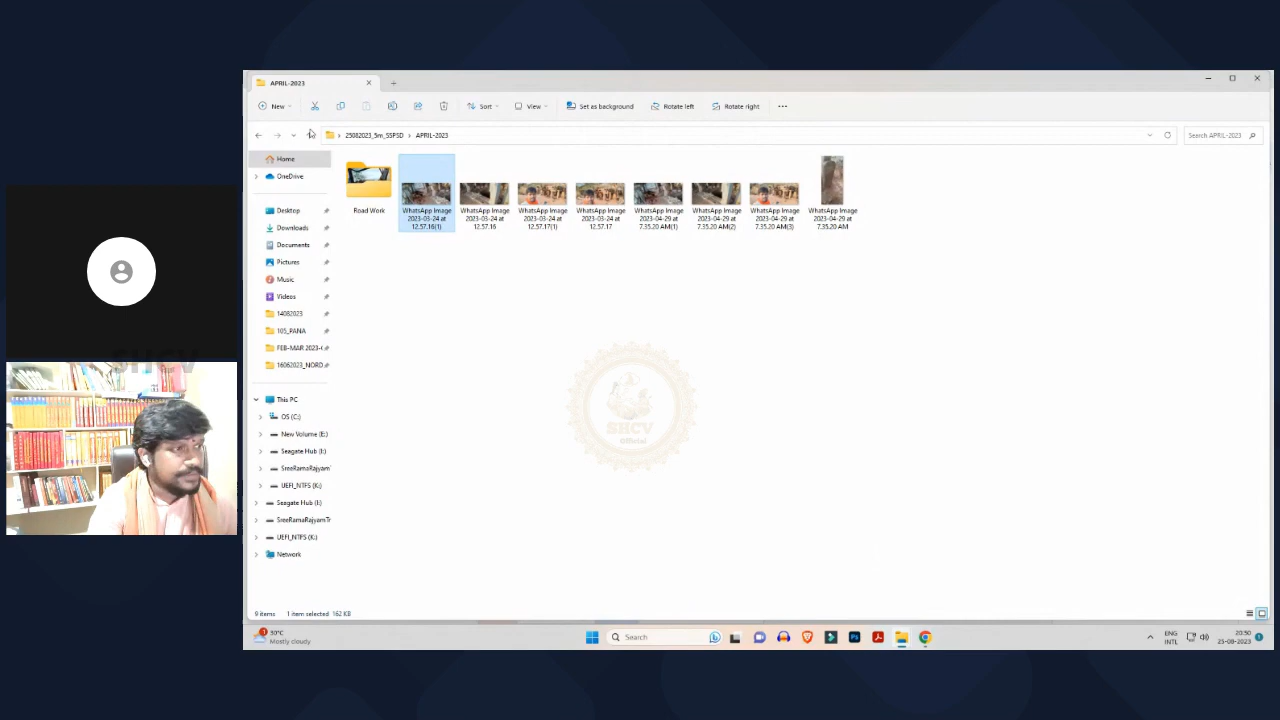 APRIL-2023
New
Sort
View
Set as background
Rotate left
Rotate right
25082023_5m_SSPSD > APRIL-2023
Search APRIL-2023
Home
OneDrive
Desktop
Downloads
Documents
Pictures
Music
Videos
14082023
105_PANA
FEB-MAR 2023-(
16062023_NORD
This PC
OS (C:)
New Volume (E:)
Seagate Hub (I:)
SreeRamaRajyamT
UEFI_NTFS (K:)
Seagate Hub (I:)
SreeRamaRajyamTr
UEFI_NTFS (K:)
Network
Road Work
WhatsApp Image
2023-03-24 at
12.57.16(1)
WhatsApp Image
2023-03-24 at
12.57.16
WhatsApp Image
2023-03-24 at
12.57.17(1)
WhatsApp Image
2023-03-24 at
12.57.17
WhatsApp Image
2023-04-29 at
7.35.20 AM(1)
WhatsApp Image
2023-04-29 at
7.35.20 AM(2)
WhatsApp Image
2023-04-29 at
7.35.20 AM(3)
WhatsApp Image
2023-04-29 at
7.35.20 AM
SHCV
SHCV
Official
9 items 1 item selected 162 KB
30°C
Mostly cloudy
Search
ENG
INTL
20:50
25-08-2023